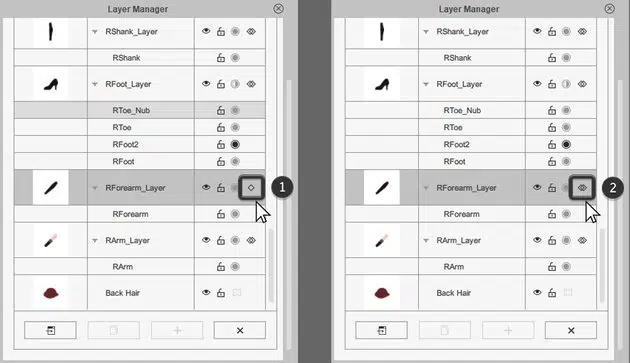 Layer Manager
RShank_Layer
RShank
RFoot_Layer
RToe_Nub
RToe
RFoot2
RFoot
RForearm_Layer
1
RForearm
RArm_Layer
RArm
Back Hair
Layer Manager
RShank_Layer
RShank
RFoot_Layer
RToe_Nub
RToe
RFoot2
RFoot
RForearm_Layer
2
RForearm
RArm_Layer
RArm
Back Hair